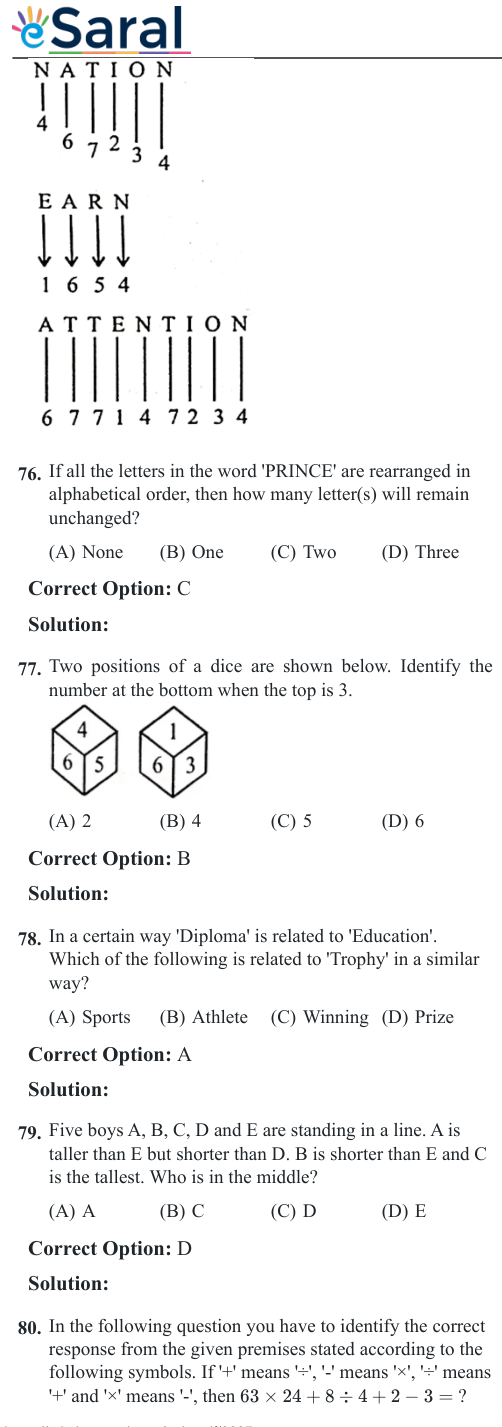 eSaral
N A T I O N
4 6 7 2 3 4
E A R N
1 6 5 4
A T T E N T I O N
6 7 7 1 4 7 2 3 4
76. If all the letters in the word 'PRINCE' are rearranged in
alphabetical order, then how many letter(s) will remain
unchanged?
(A) None (B) One (C) Two (D) Three
Correct Option: C
Solution:
77. Two positions of a dice are shown below. Identify the
number at the bottom when the top is 3.
4 1
6 5 6 3
(A) 2 (B) 4 (C) 5 (D) 6
Correct Option: B
Solution:
78. In a certain way 'Diploma' is related to 'Education'.
Which of the following is related to 'Trophy' in a similar
way?
(A) Sports (B) Athlete (C) Winning (D) Prize
Correct Option: A
Solution:
79. Five boys A, B, C, D and E are standing in a line. A is
taller than E but shorter than D. B is shorter than E and C
is the tallest. Who is in the middle?
(A) A (B) C (C) D (D) E
Correct Option: D
Solution:
80. In the following question you have to identify the correct
response from the given premises stated according to the
following symbols. If '+' means '÷', '-' means '×', '÷' means
'+' and '×' means '-', then 63 × 24 + 8 ÷ 4 + 2 − 3 = ?